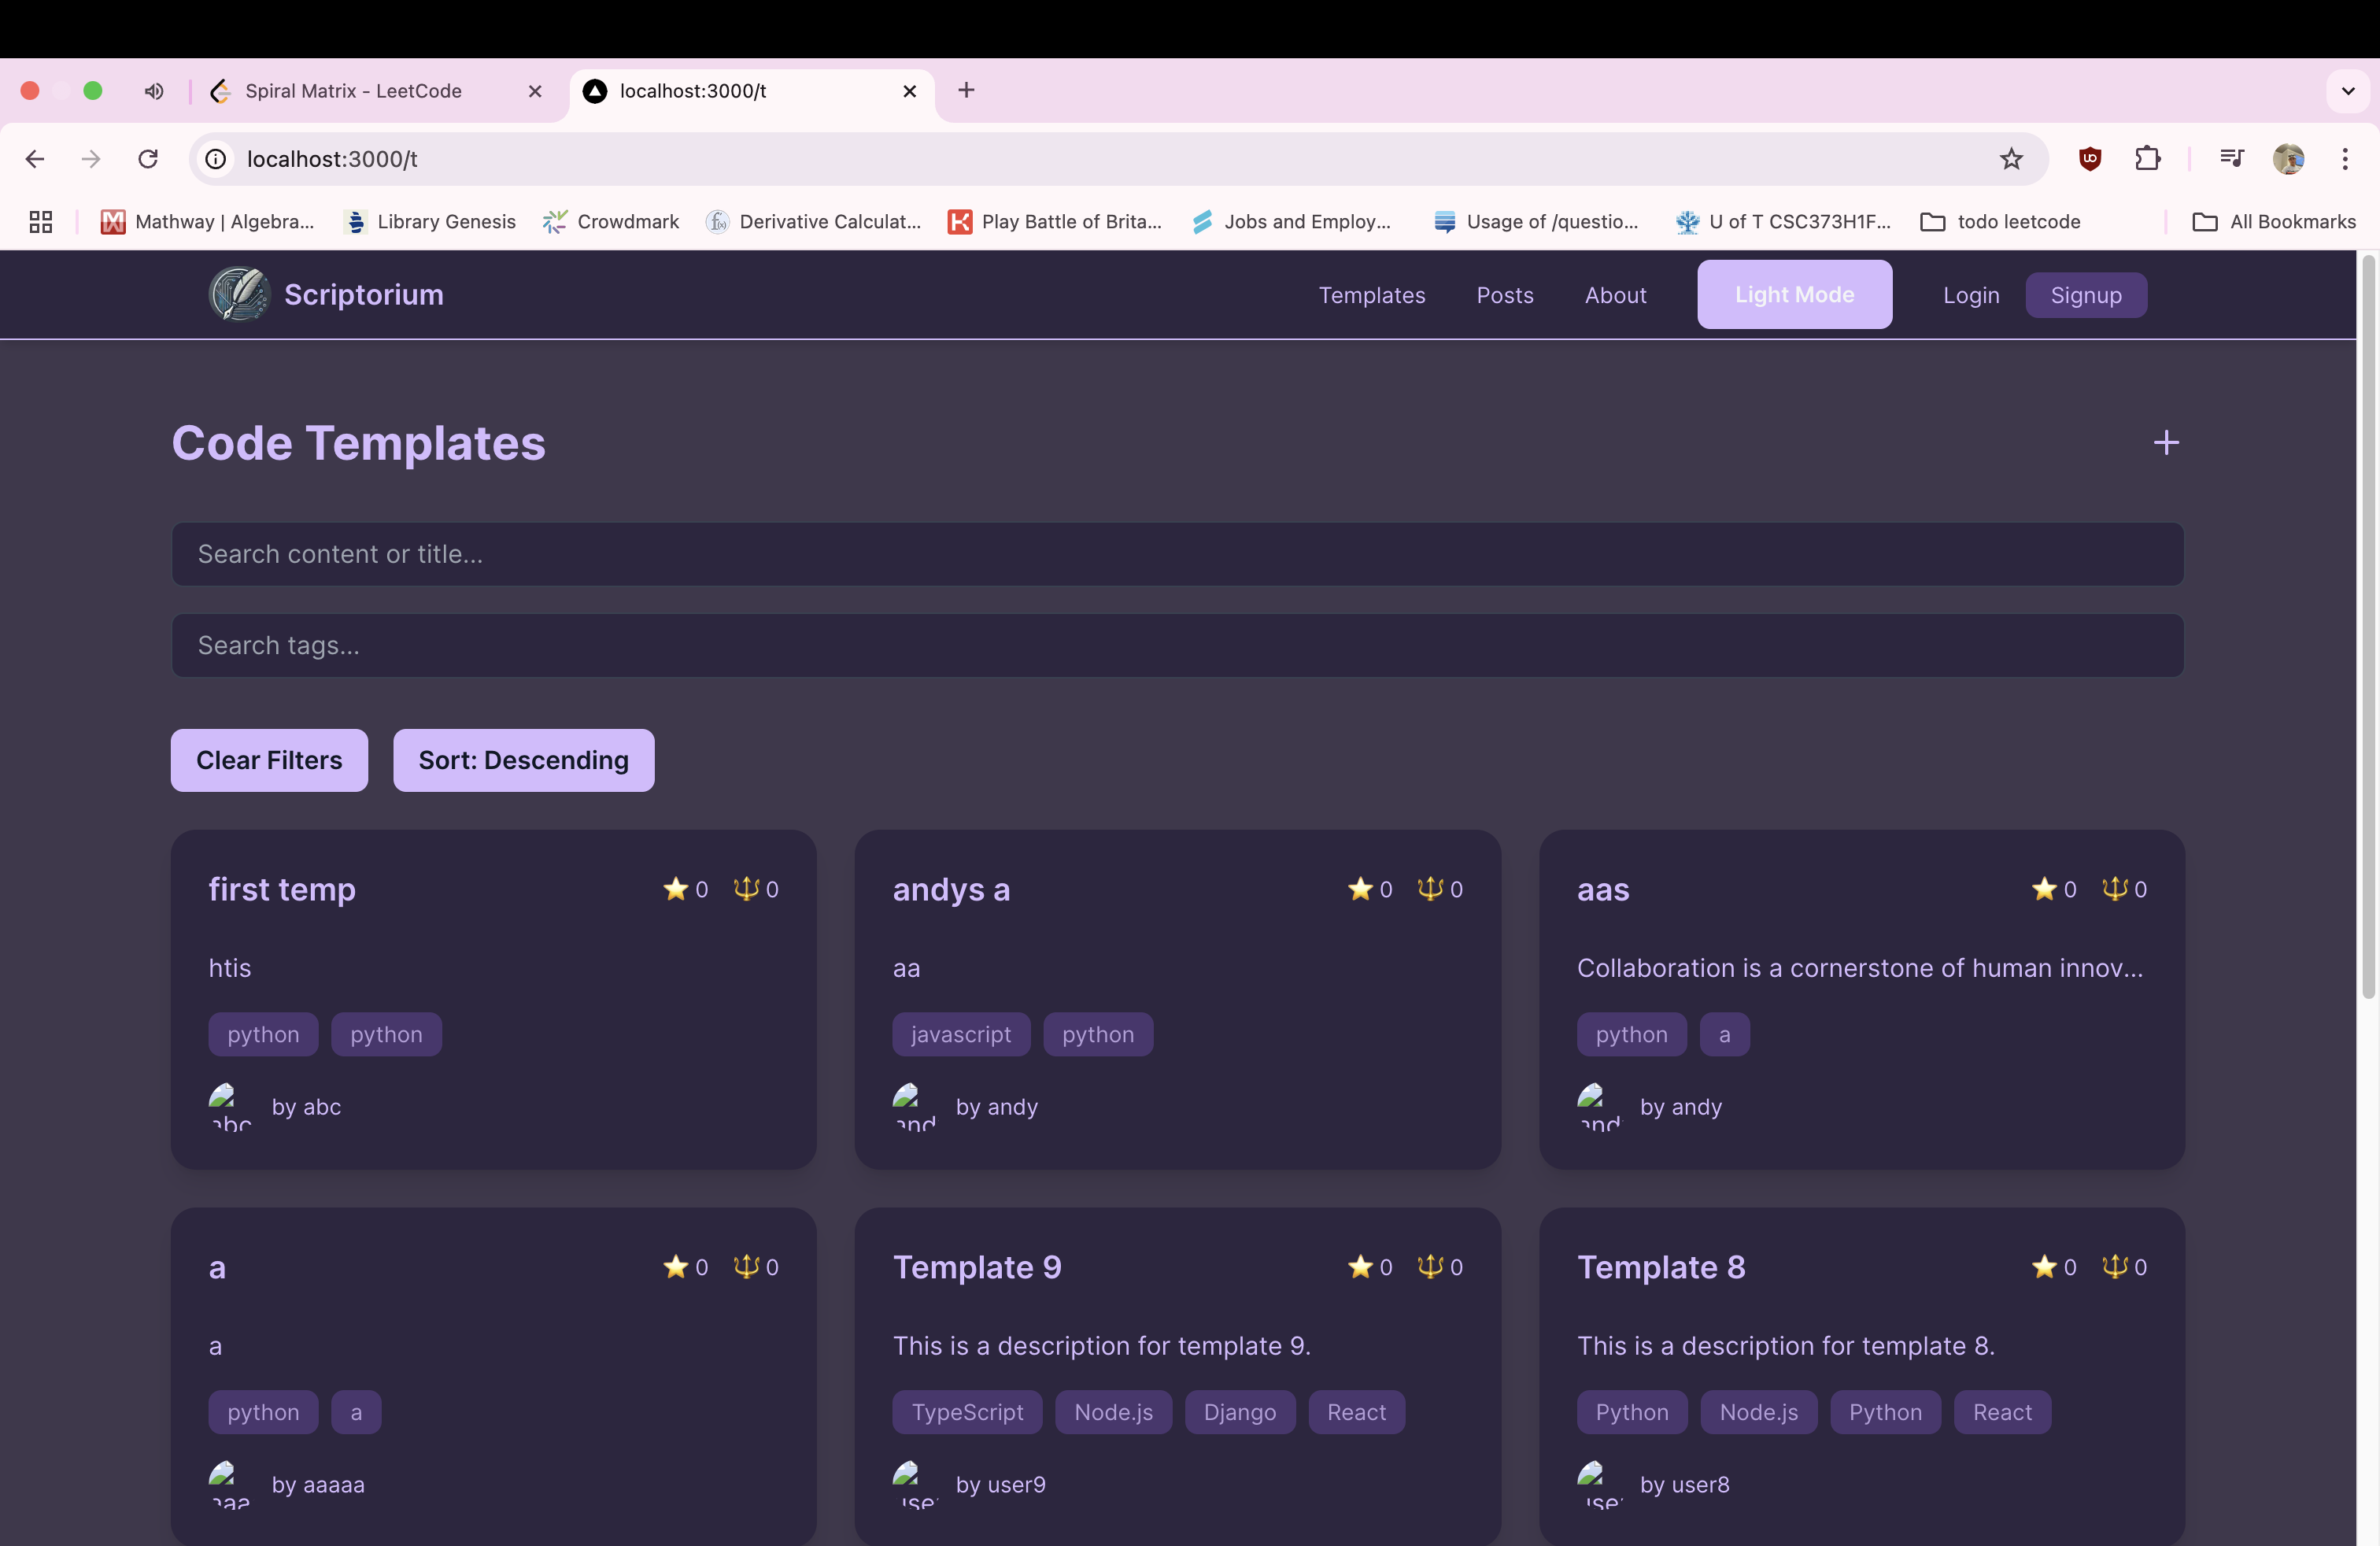 Spiral Matrix - LeetCode
localhost:3000/t
localhost:3000/t
Mathway | Algebra...
Library Genesis
Crowdmark
Derivative Calculat...
Play Battle of Brita...
Jobs and Employ...
Usage of /questio...
U of T CSC373H1F...
todo leetcode
All Bookmarks
Scriptorium
Templates
Posts
About
Light Mode
Login
Signup
Code Templates
Search content or title...
Search tags...
Clear Filters
Sort: Descending
first temp
0 0
htis
python python
abc
by abc
andys a
0 0
aa
javascript python
and
by andy
aas
0 0
Collaboration is a cornerstone of human innov...
python a
and
by andy
a
0 0
a
python a
aaa
by aaaaa
Template 9
0 0
This is a description for template 9.
TypeScript Node.js Django React
use
by user9
Template 8
0 0
This is a description for template 8.
Python Node.js Python React
use
by user8